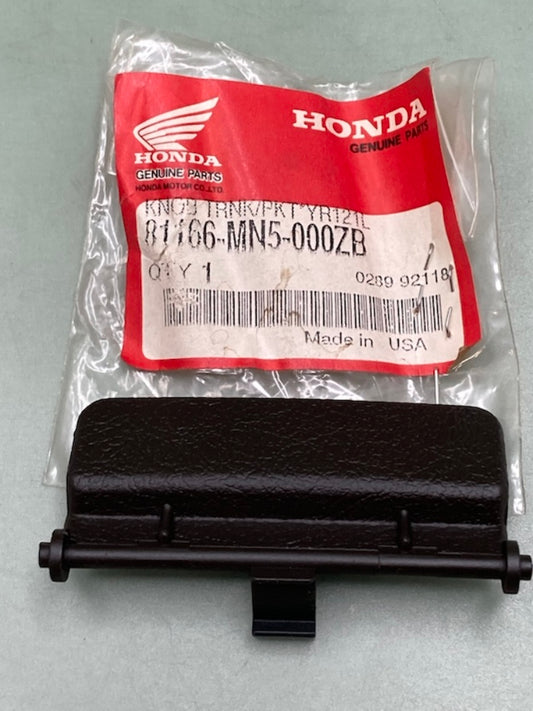 HONDA
GENUINE PARTS
HONDA MOTOR CO.,LTD.
HONDA
GENUINE PARTS
KNOB TRNK/PKT*YR121L
81166-MN5-000ZB
QTY 1
0289 92118
Made in USA